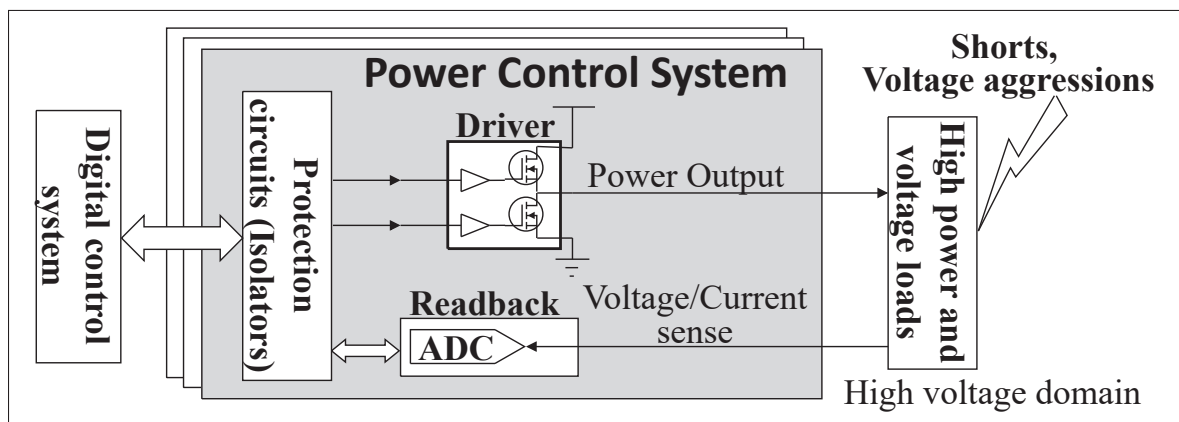 Power Control System
Shorts,
Voltage aggressions
Digital control
system
Protection
circuits (Isolators)
Driver
Power Output
High power and
voltage loads
Readback
ADC
Voltage/Current
sense
High voltage domain